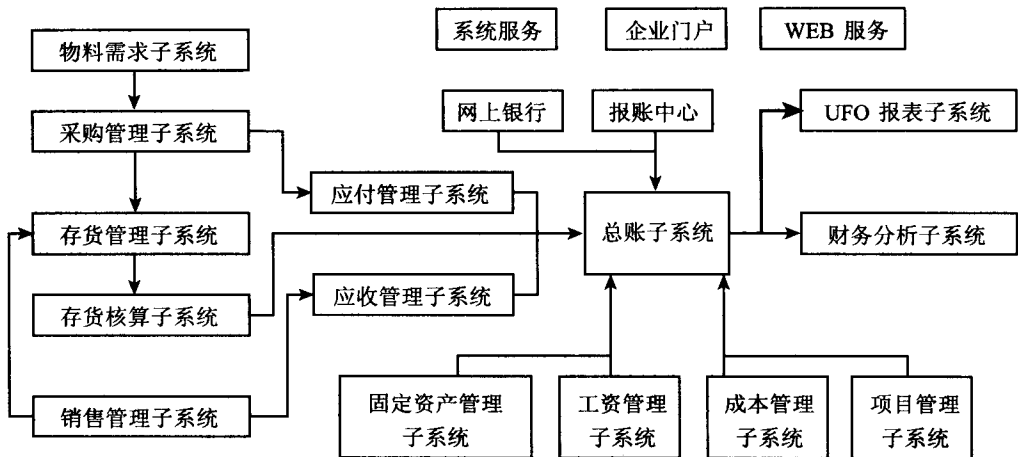 系统服务
企业门户
WEB 服务
物料需求子系统
网上银行
报账中心
UFO 报表子系统
采购管理子系统
应付管理子系统
存货管理子系统
总账子系统
财务分析子系统
存货核算子系统
应收管理子系统
销售管理子系统
固定资产管理
子系统
工资管理
子系统
成本管理
子系统
项目管理
子系统